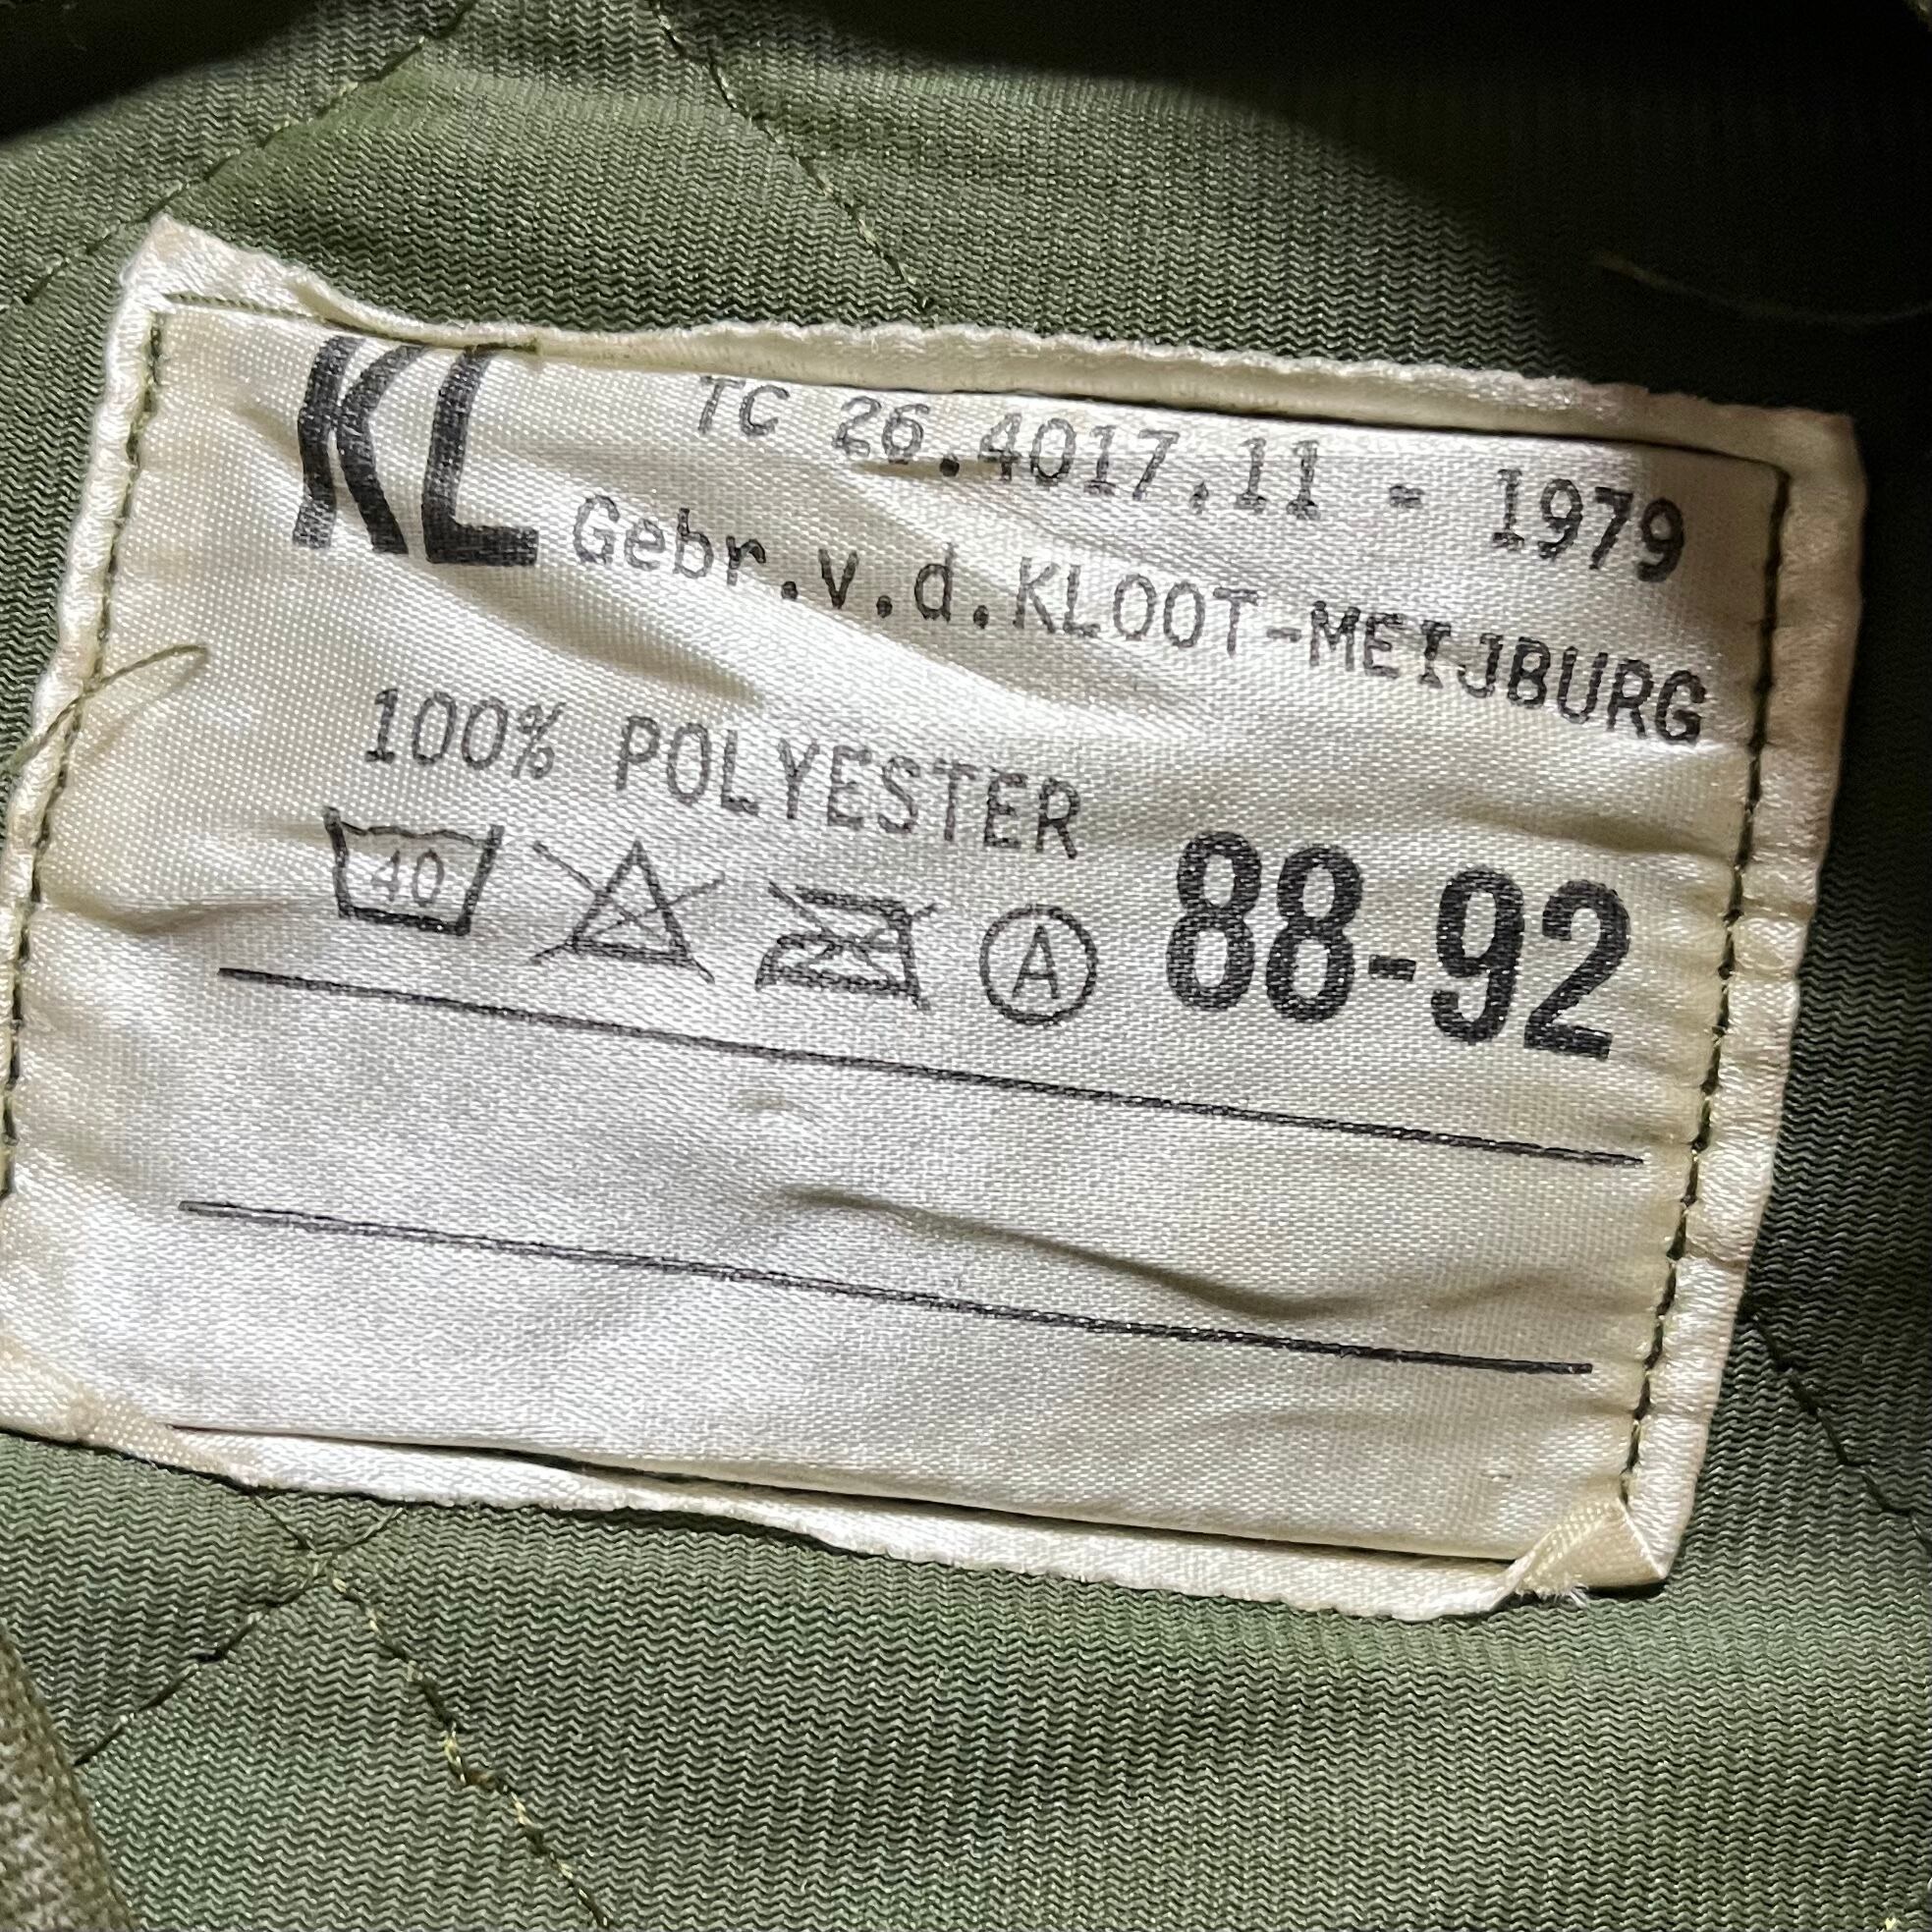 KL TC 26.4017.11 - 1979
Gebr.v.d.KLOOT-MEIJBURG
100% POLYESTER
40 A 88-92